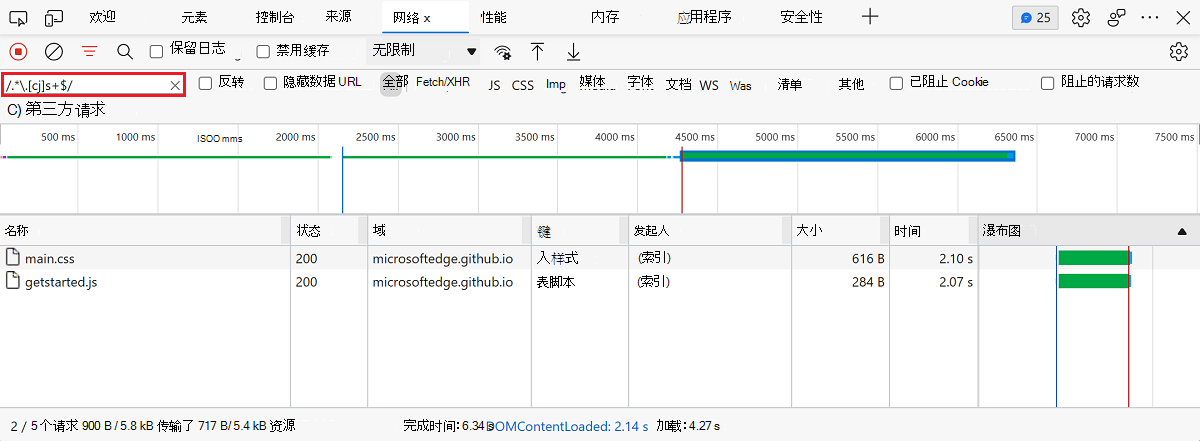 欢迎 元素 控制台 来源 网络 x 性能 内存 应用程序 安全性 25
保留日志 禁用缓存 无限制
/.*\.[cj]s+$/ 反转 隐藏数据 URL 全部 Fetch/XHR JS CSS Img 媒体 字体 文档 WS Was 清单 其他 已阻止 Cookie 阻止的请求数
C) 第三方请求
500 ms 1000 ms ISOO mms 2000 ms 2500 ms 3000 ms 3500 ms 4000 ms 4500 ms 5000 ms 5500 ms 6000 ms 6500 ms 7000 ms 7500 ms
名称 状态 域 键 发起人 大小 时间 瀑布图
main.css 200 microsoftedge.github.io 入样式 (索引) 616 B 2.10 s
getstarted.js 200 microsoftedge.github.io 表脚本 (索引) 284 B 2.07 s
2 / 5个请求 900 B / 5.8 kB 传输了 717 B/ 5.4 kB 资源 完成时间: 6.34 s DOMContentLoaded: 2.14 s 加载: 4.27 s